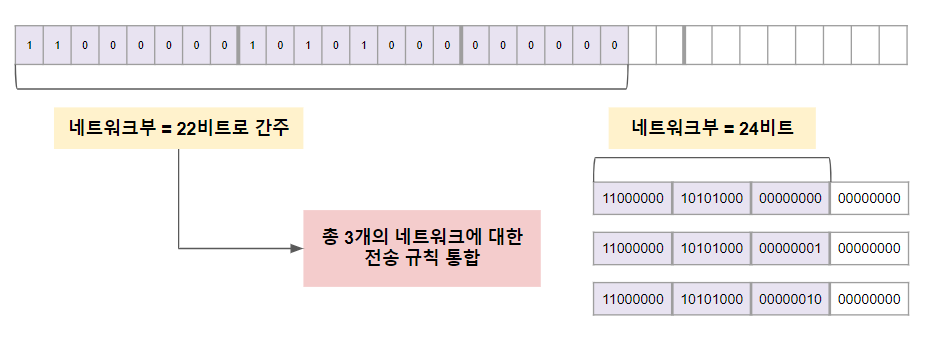 1 1 0 0 0 0 0 0 1 0 1 0 1 0 0 0 0 0 0 0 0 0
네트워크부 = 22비트로 간주
네트워크부 = 24비트
11000000 10101000 00000000 00000000
11000000 10101000 00000001 00000000
11000000 10101000 00000010 00000000
총 3개의 네트워크에 대한
전송 규칙 통합